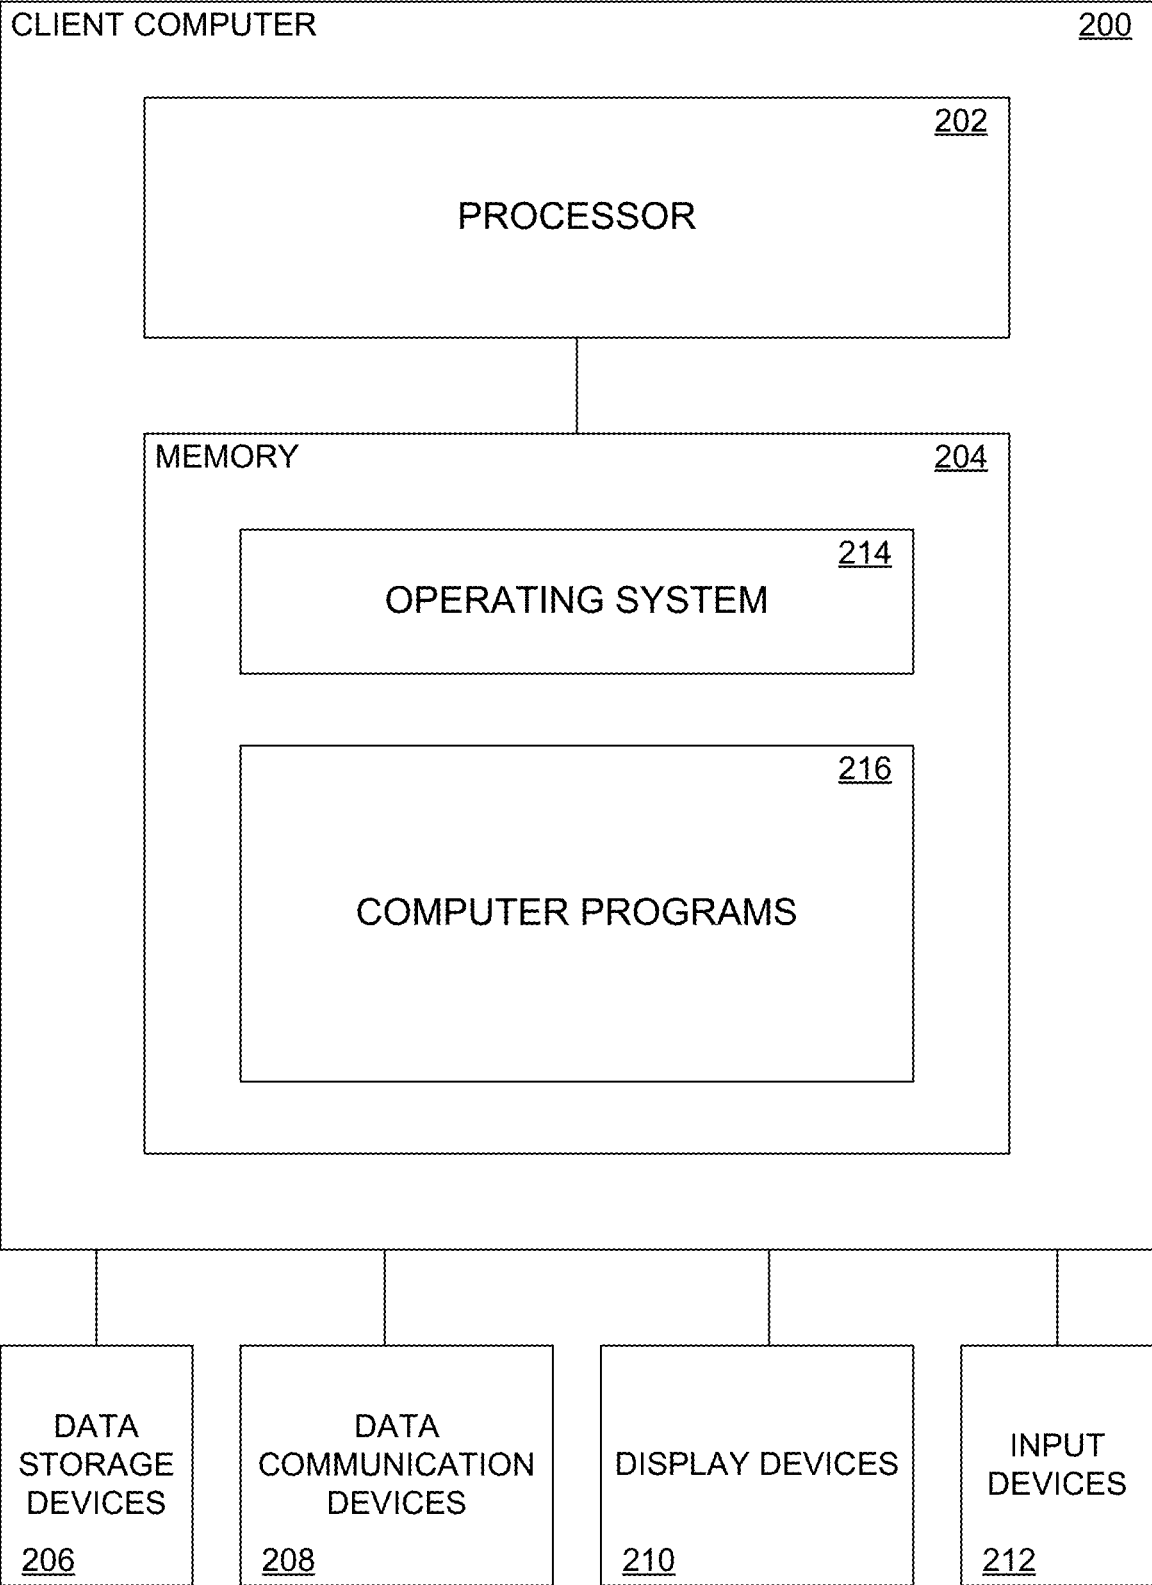 CLIENT COMPUTER 200
202
PROCESSOR
MEMORY 204
214
OPERATING SYSTEM
216
COMPUTER PROGRAMS
DATA
STORAGE
DEVICES
206
DATA
COMMUNICATION
DEVICES
208
DISPLAY DEVICES
210
INPUT
DEVICES
212